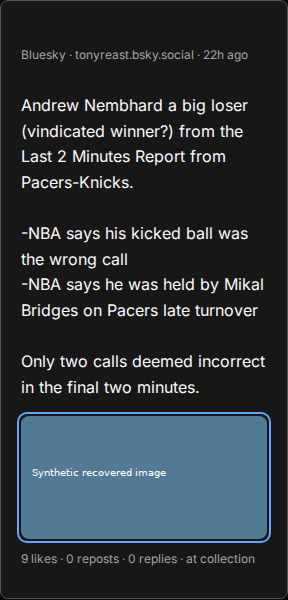 Bluesky · tonyreast.bsky.social · 22h ago
Andrew Nembhard a big loser
(vindicated winner?) from the
Last 2 Minutes Report from
Pacers-Knicks.
-NBA says his kicked ball was
the wrong call
-NBA says he was held by Mikal
Bridges on Pacers late turnover
Only two calls deemed incorrect
in the final two minutes.
Synthetic recovered image
9 likes · 0 reposts · 0 replies · at collection